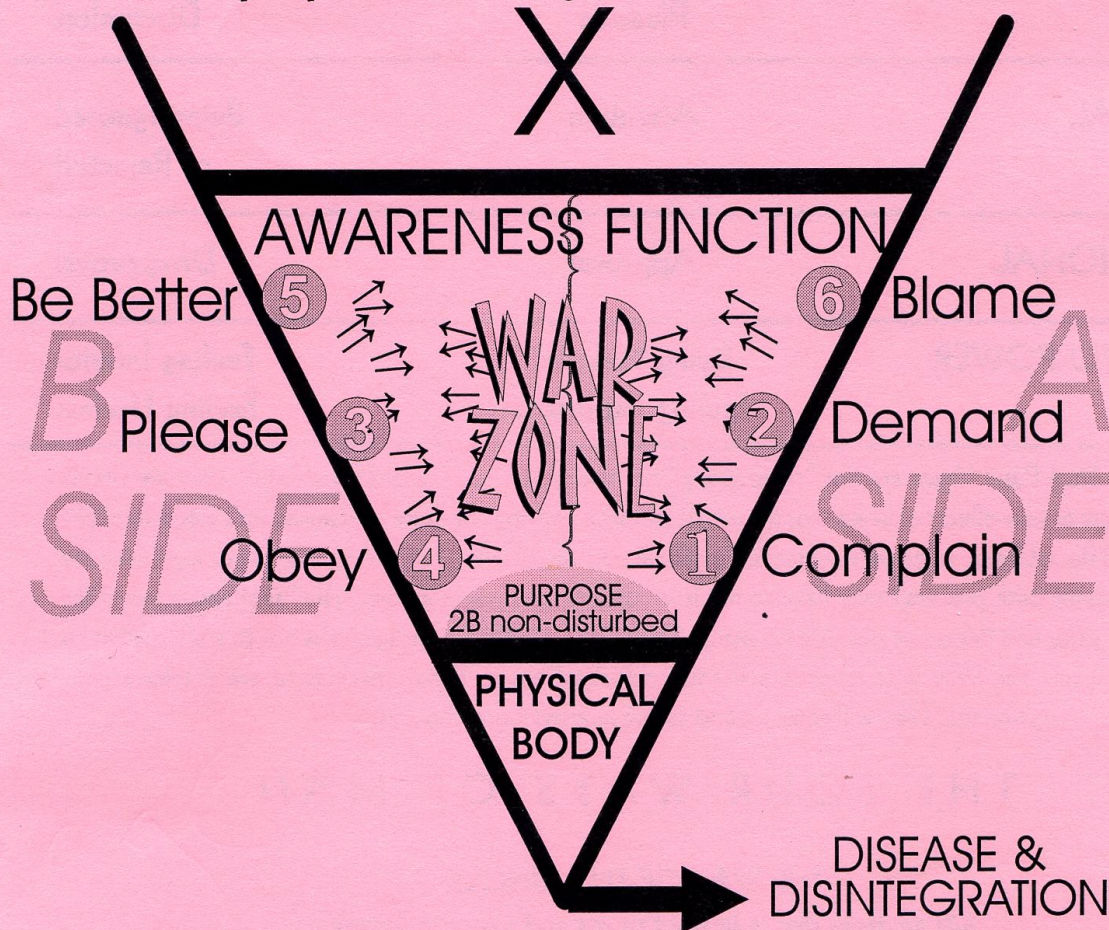 X
AWARENESS FUNCTION
Be Better
5
6
Blame
WAR
ZONE
B
SIDE
A
SIDE
Please
3
2
Demand
Obey
4
1
Complain
PURPOSE
2B non-disturbed
PHYSICAL
BODY
DISEASE &
DISINTEGRATION